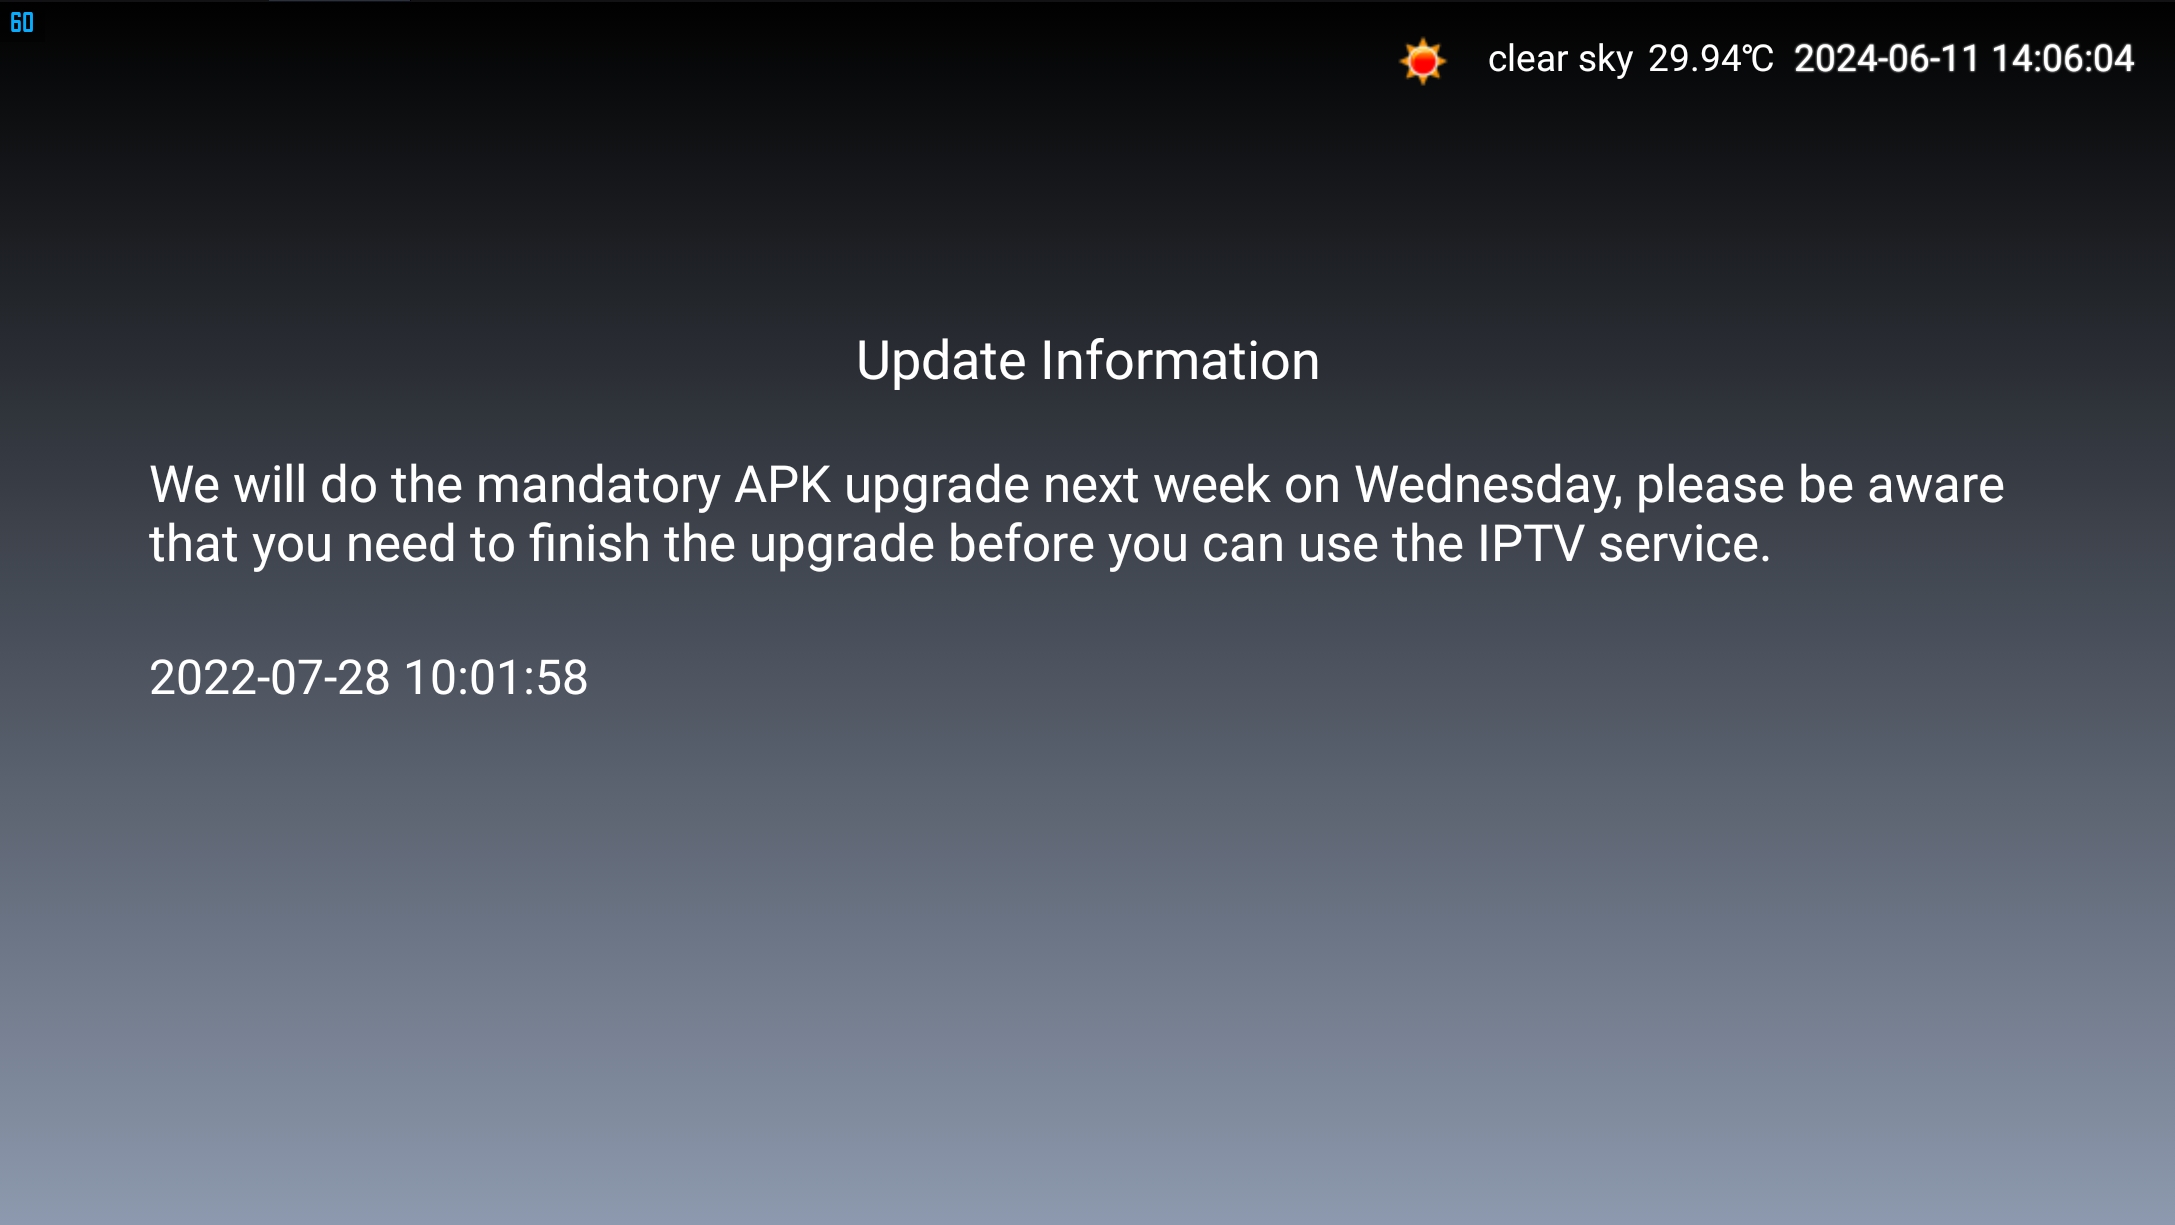 60
clear sky 29.94℃ 2024-06-11 14:06:04
Update Information
We will do the mandatory APK upgrade next week on Wednesday, please be aware
that you need to finish the upgrade before you can use the IPTV service.
2022-07-28 10:01:58